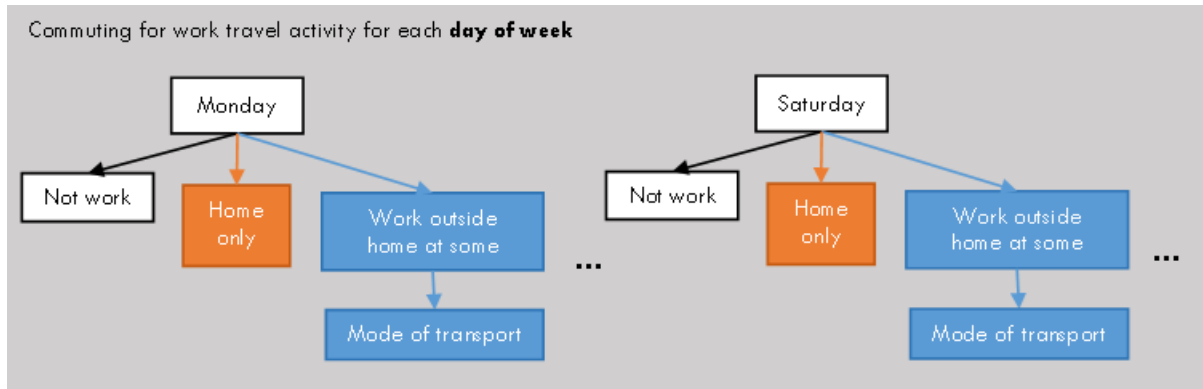 Commuting for work travel activity for each day of week
Monday
Saturday
Not work
Home
only
Work outside
home at some
...
Not work
Home
only
Work outside
home at some
...
Mode of transport
Mode of transport